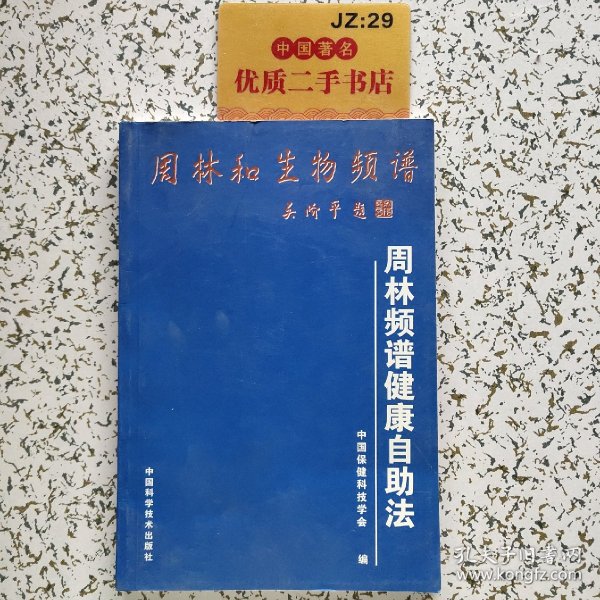 JZ:29
中国著名
优质二手书店
周林和生物频谱
吴阶平题
周林频谱健康自助法
中国保健科技学会 编
中国科学技术出版社
孔夫子旧书网
www.kongfz.com